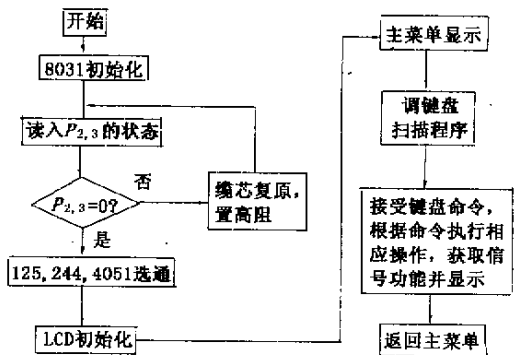 开始
8031初始化
读入P2,3的状态
P2,3=0?
否
是
缆芯复原，
置高阻
125,244,4051选通
LCD初始化
主菜单显示
调键盘
扫描程序
接受键盘命令，
根据命令执行相
应操作，获取信
号功能并显示
返回主菜单